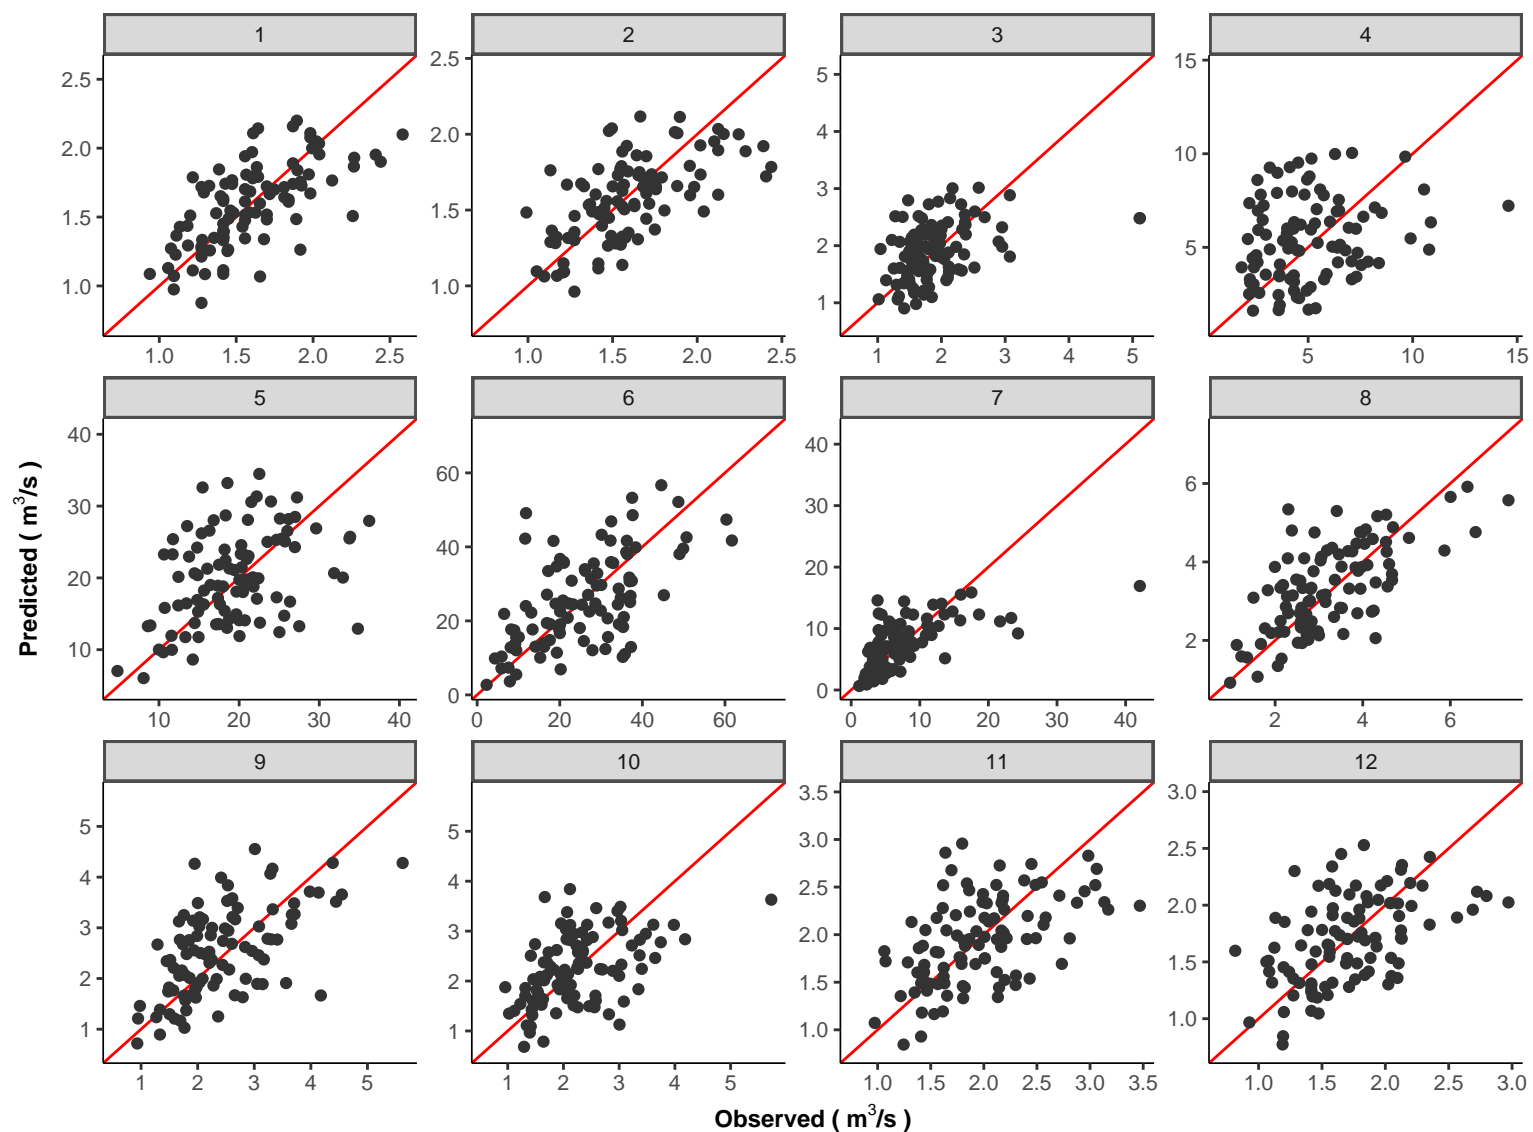 1 2 3 4
2.5 2.5 5 15
2.0 2.0 4 10
1.5 1.5 3 5
1.0 1.0 2
1
1.0 1.5 2.0 2.5 1.0 1.5 2.0 2.5 1 2 3 4 5 5 10 15
5 6 7 8
40 60 40 6
30 40 30 4
20 20 20 2
10 0 10
0
10 20 30 40 0 20 40 60 0 10 20 30 40 2 4 6
9 10 11 12
5 5 3.5 3.0
4 4 3.0 2.5
3 3 2.5 2.0
2 2 2.0 1.5
1 1 1.5 1.0
1.0
1 2 3 4 5 1 2 3 4 5 1.0 1.5 2.0 2.5 3.0 3.5 1.0 1.5 2.0 2.5 3.0
Predicted ( m³/s )
Observed ( m³/s )